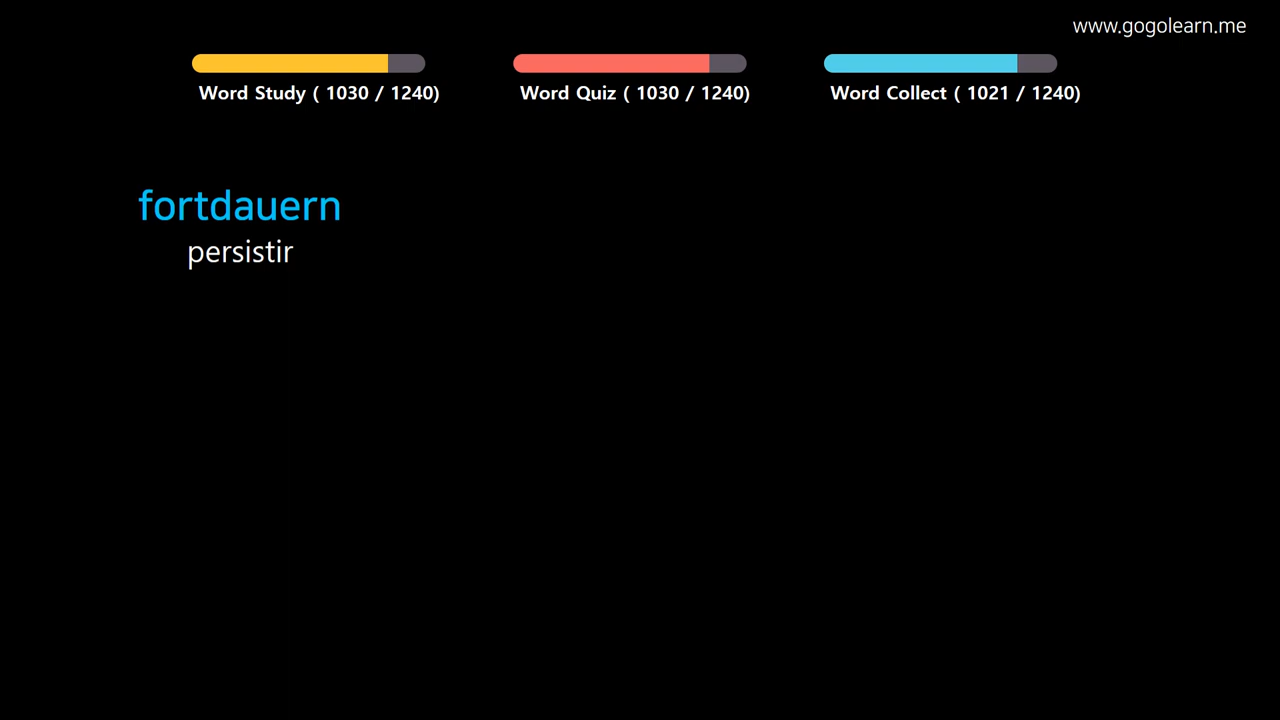 www.gogolearn.me
Word Study ( 1030 / 1240)
Word Quiz ( 1030 / 1240)
Word Collect ( 1021 / 1240)
fortdauern
persistir